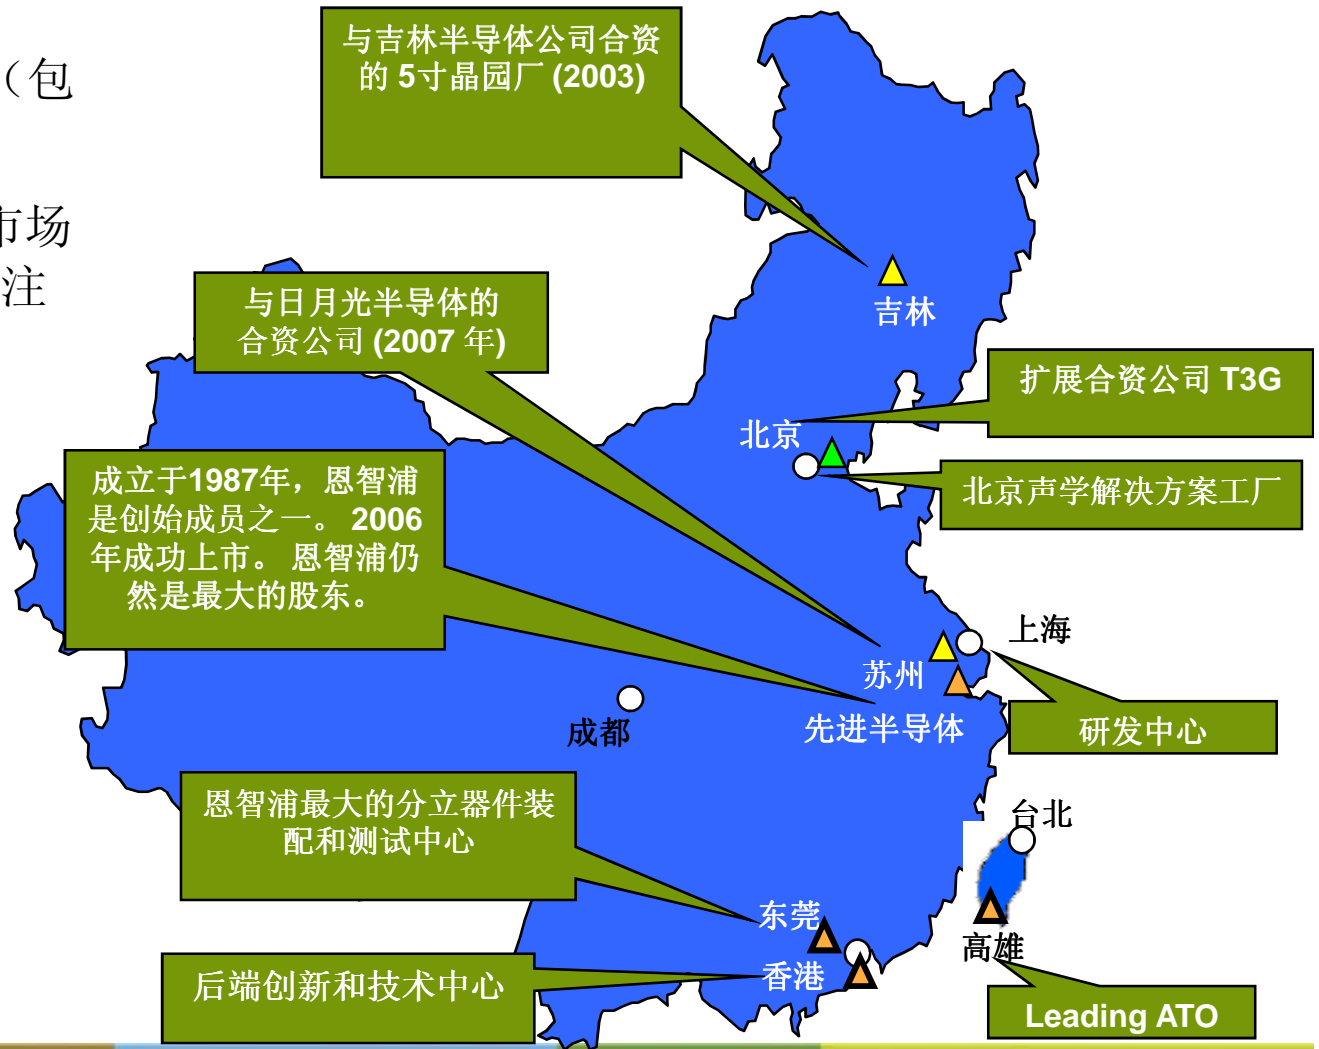 （包
市场
注
与吉林半导体公司合资
的 5寸晶园厂 (2003)
吉林
与日月光半导体的
合资公司 (2007 年)
扩展合资公司 T3G
北京
北京声学解决方案工厂
成立于1987年，恩智浦
是创始成员之一。 2006
年成功上市。 恩智浦仍
然是最大的股东。
上海
苏州
先进半导体
研发中心
成都
恩智浦最大的分立器件装
配和测试中心
台北
东莞
高雄
香港
后端创新和技术中心
Leading ATO